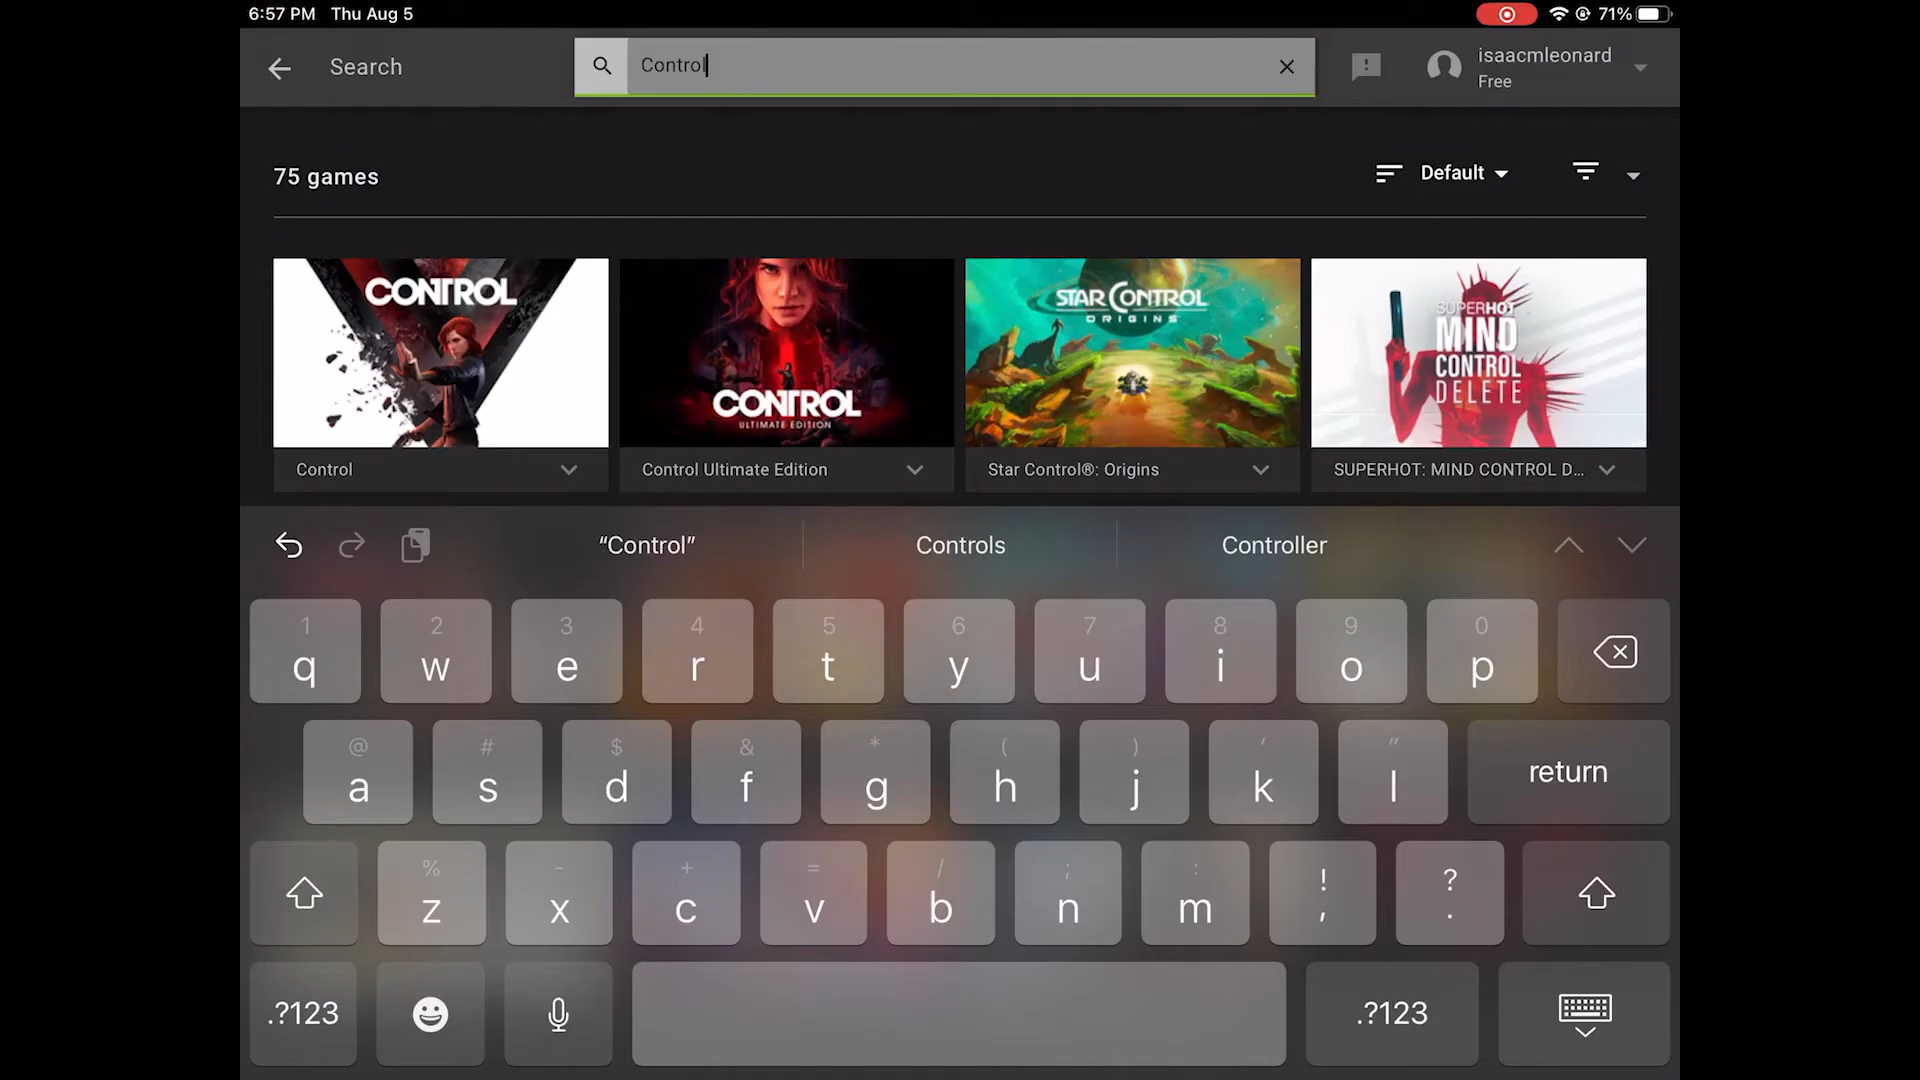 6:57 PM Thu Aug 5
71%
Search
Control
isaacmleonard
Free
75 games
Default
CONTROL
CONTROL
ULTIMATE EDITION
STAR CONTROL
ORIGINS
SUPERHOT
MIND
CONTROL
DELETE
Control
Control Ultimate Edition
Star Control®: Origins
SUPERHOT: MIND CONTROL D...
“Control”
Controls
Controller
1 2 3 4 5 6 7 8 9 0
q w e r t y u i o p
@ # $ & * ( ) ' "
a s d f g h j k l return
% - + = / ; : ! ?
z x c v b n m , .
.?123
.?123